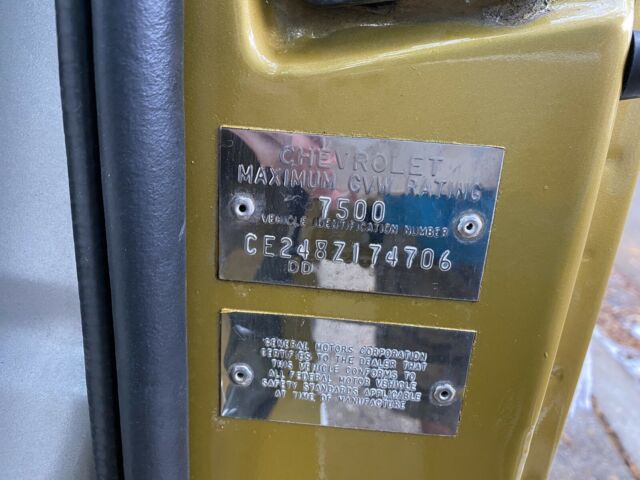 CHEVROLET
MAXIMUM GVW RATING
7500
VEHICLE IDENTIFICATION NUMBER
CE248Z174706
DD
GENERAL MOTORS CORPORATION
CERTIFIES TO THE DEALER THAT
THIS VEHICLE CONFORMS TO
ALL FEDERAL MOTOR VEHICLE
SAFETY STANDARDS APPLICABLE
AT TIME OF MANUFACTURE